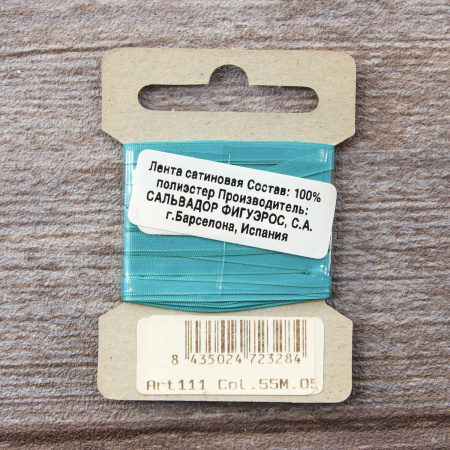 Лента сатиновая Состав: 100%
полиэстер Производитель:
САЛЬВАДОР ФИГУЭРОС, С.А.
г.Барселона, Испания
8 435024 723284
Art111 Col.55M.05